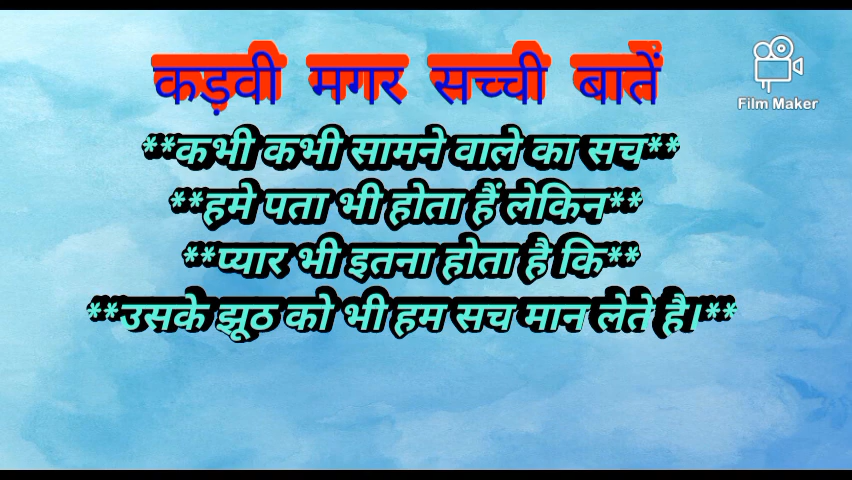 कड़वी मगर सच्ची बातें
Film Maker
**कभी कभी सामने वाले का सच**
**हमे पता भी होता हैं लेकिन**
**प्यार भी इतना होता है कि**
**उसके झूठ को भी हम सच मान लेते है।**